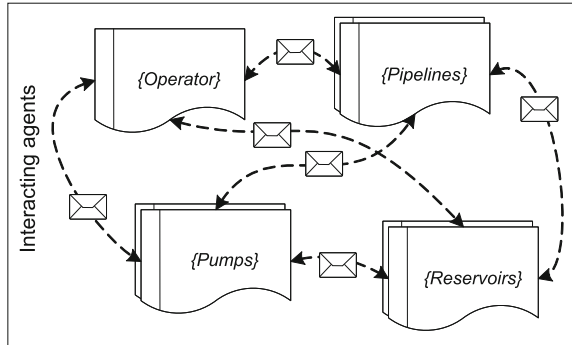 Interacting agents
{Operator}
{Pipelines}
{Pumps}
{Reservoirs}